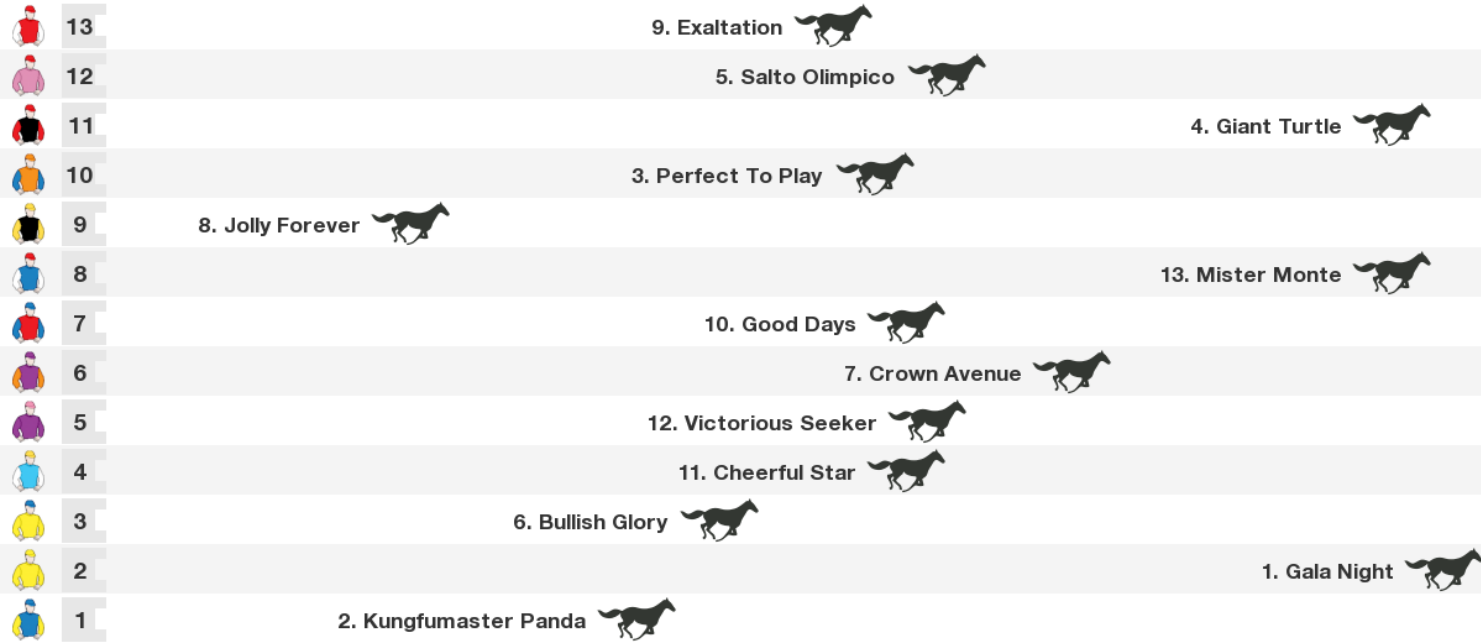 13 9. Exaltation
12 5. Salto Olimpico
11 4. Giant Turtle
10 3. Perfect To Play
9 8. Jolly Forever
8 13. Mister Monte
7 10. Good Days
6 7. Crown Avenue
5 12. Victorious Seeker
4 11. Cheerful Star
3 6. Bullish Glory
2 1. Gala Night
1 2. Kungfumaster Panda